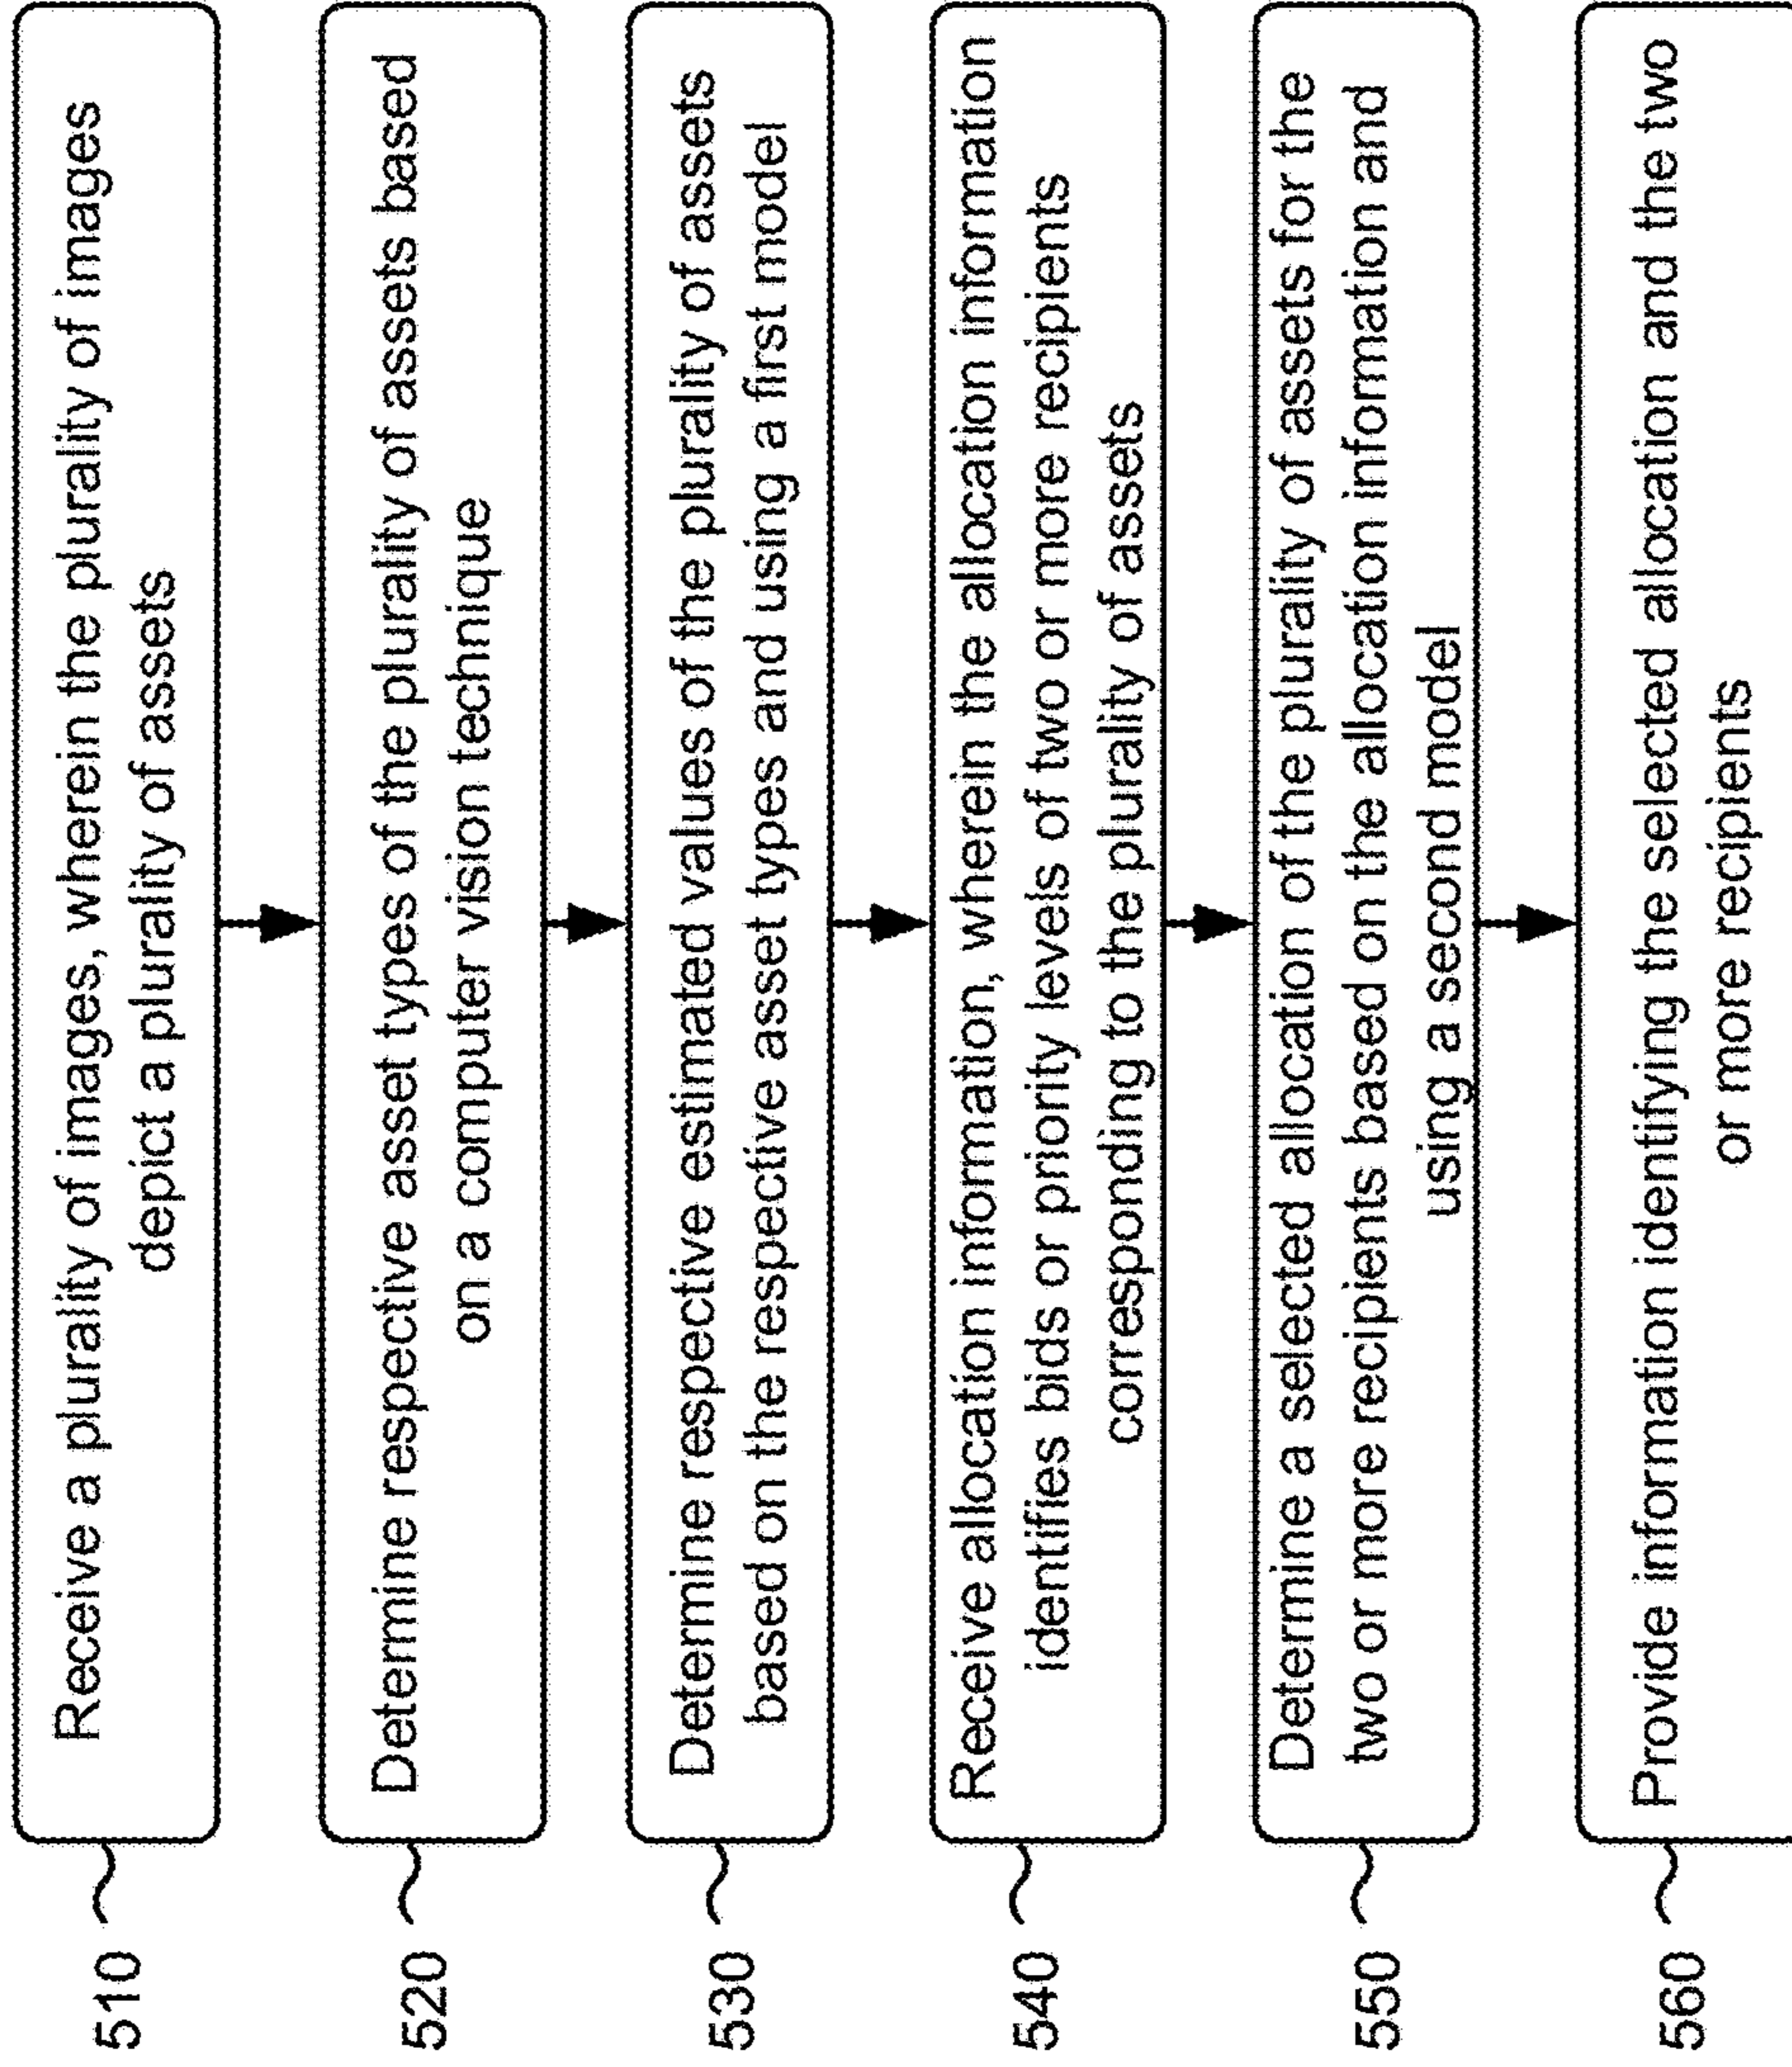 510
Receive a plurality of images, wherein the plurality of images
depict a plurality of assets
520
Determine respective asset types of the plurality of assets based
on a computer vision technique
530
Determine respective estimated values of the plurality of assets
based on the respective asset types and using a first model
540
Receive allocation information, wherein the allocation information
identifies bids or priority levels of two or more recipients
corresponding to the plurality of assets
550
Determine a selected allocation of the plurality of assets for the
two or more recipients based on the allocation information and
using a second model
560
Provide information identifying the selected allocation and the two
or more recipients